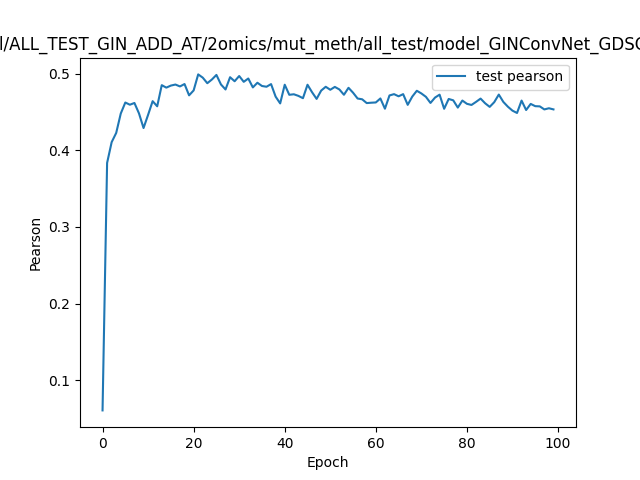 l/ALL_TEST_GIN_ADD_AT/2omics/mut_meth/all_test/model_GINConvNet_GDSC
test pearson
0.5
0.4
0.3
0.2
0.1
Pearson
0 20 40 60 80 100
Epoch